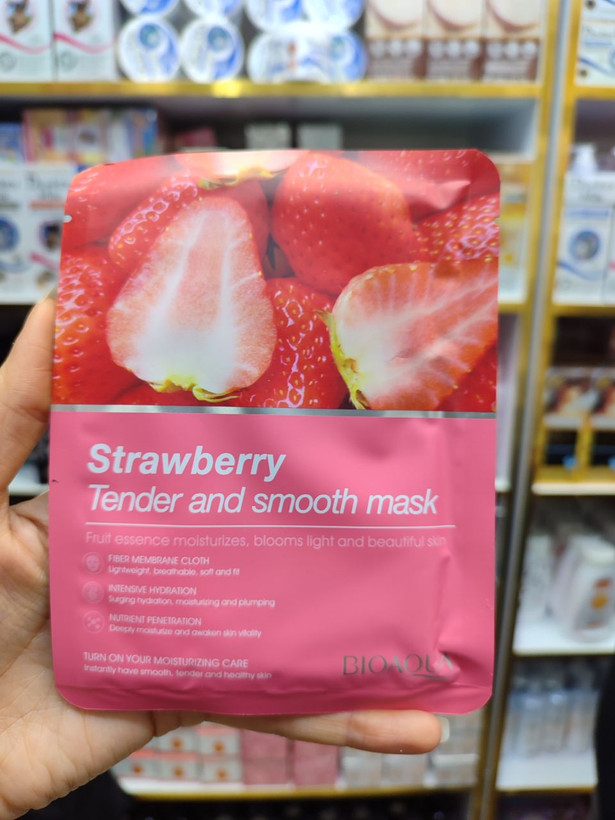 Strawberry
Tender and smooth mask
Fruit essence moisturizes, blooms light and beautiful skin
FIBER MEMBRANE CLOTH
Lightweight, breathable, soft and fit
INTENSIVE HYDRATION
Surging hydration, moisturizing and plumping
NUTRIENT PENETRATION
Deeply moisturize and awaken skin vitality
TURN ON YOUR MOISTURIZING CARE
Instantly have smooth, tender and healthy skin
BIOAQUA